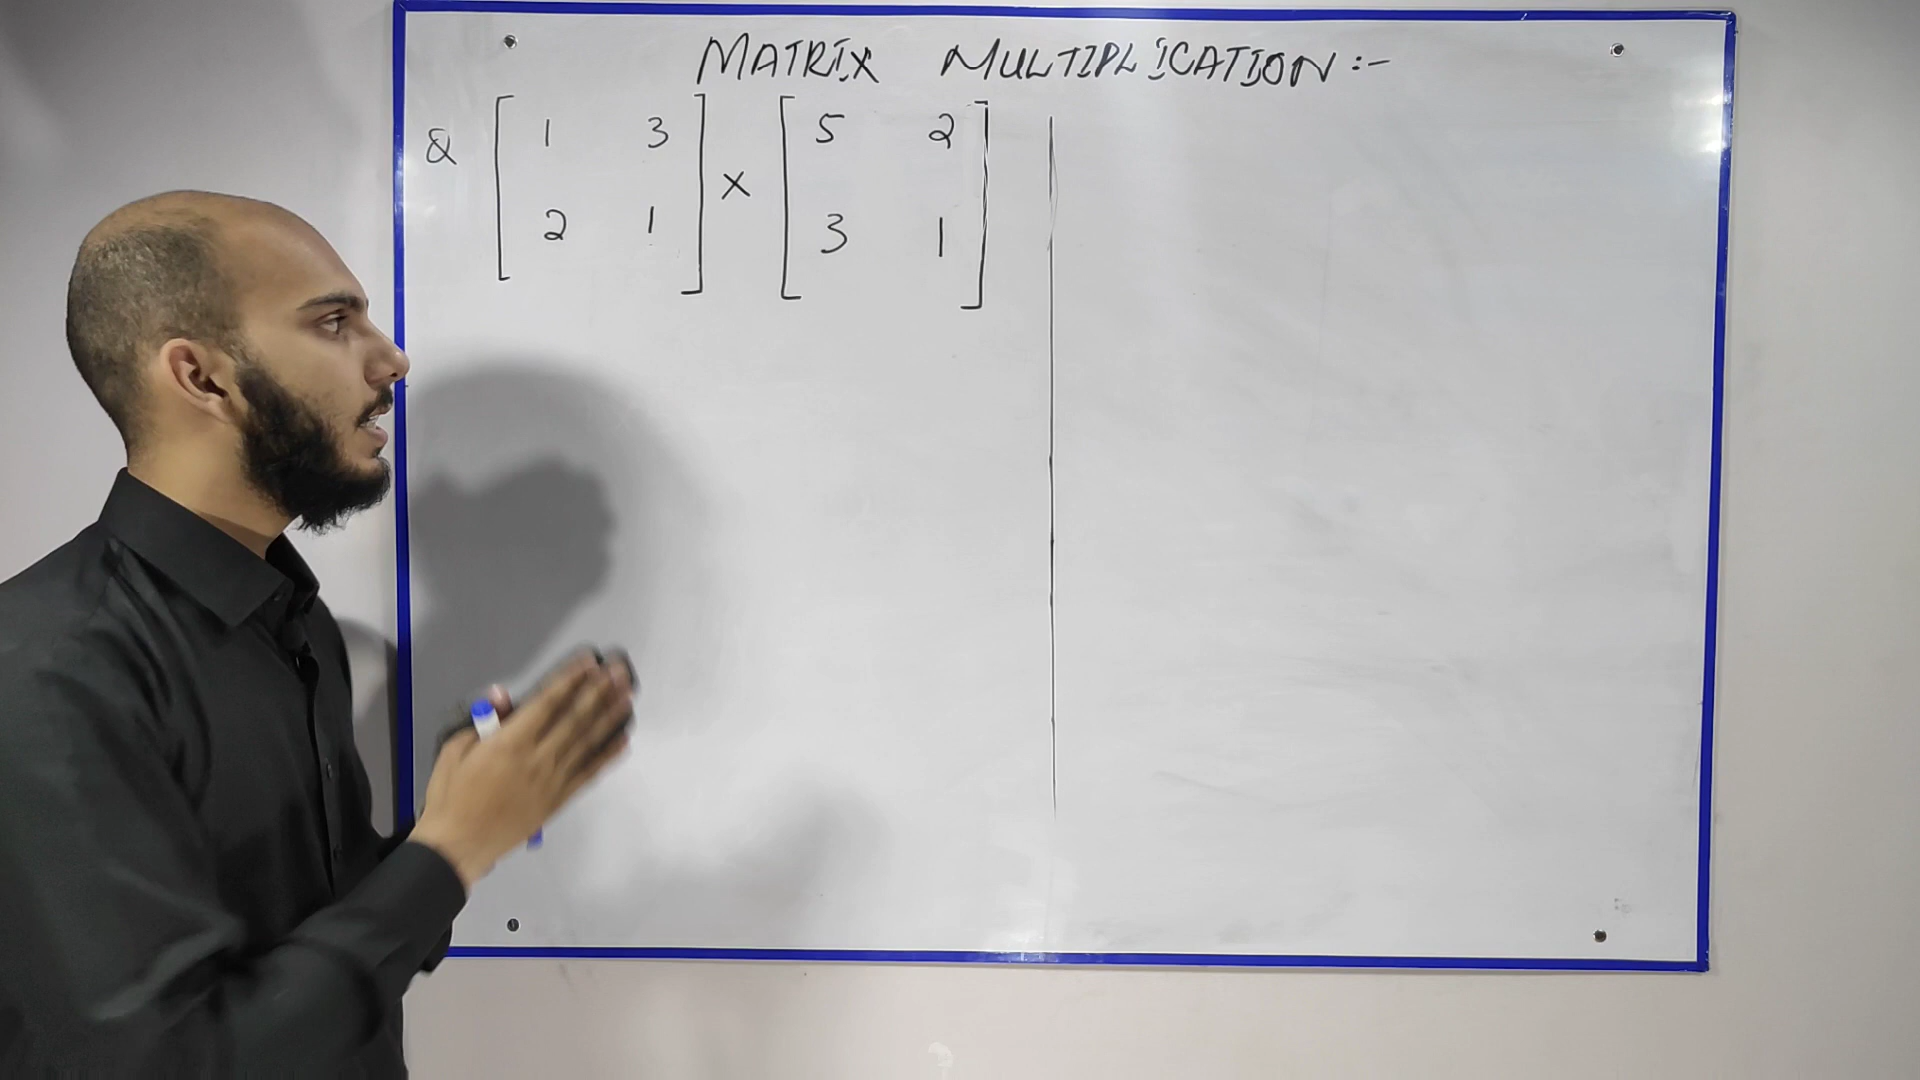 MATRIX MULTIPLICATION :-
Q [ 1 3 ] × [ 5 2 ]
[ 2 1 ] [ 3 1 ]